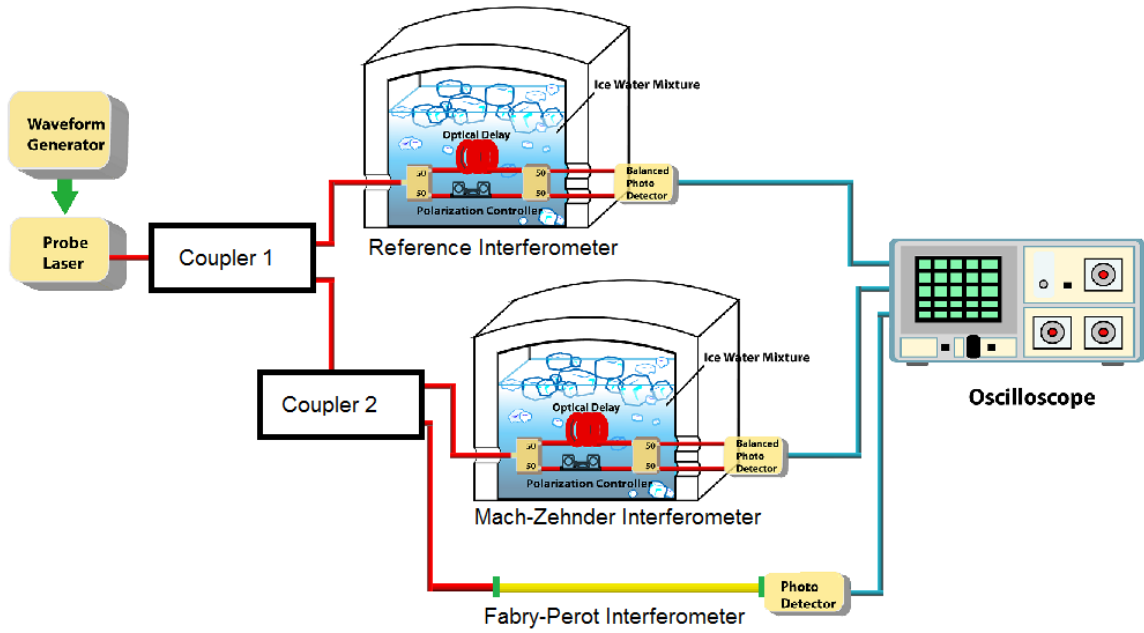 Waveform
Generator
Probe
Laser
Coupler 1
Ice Water Mixture
Optical Delay
50
50
50
50
Polarization Controller
Balanced
Photo
Detector
Reference Interferometer
Coupler 2
Ice Water Mixture
Optical Delay
50
50
50
50
Polarization Controller
Balanced
Photo
Detector
Mach-Zehnder Interferometer
Oscilloscope
Photo
Detector
Fabry-Perot Interferometer